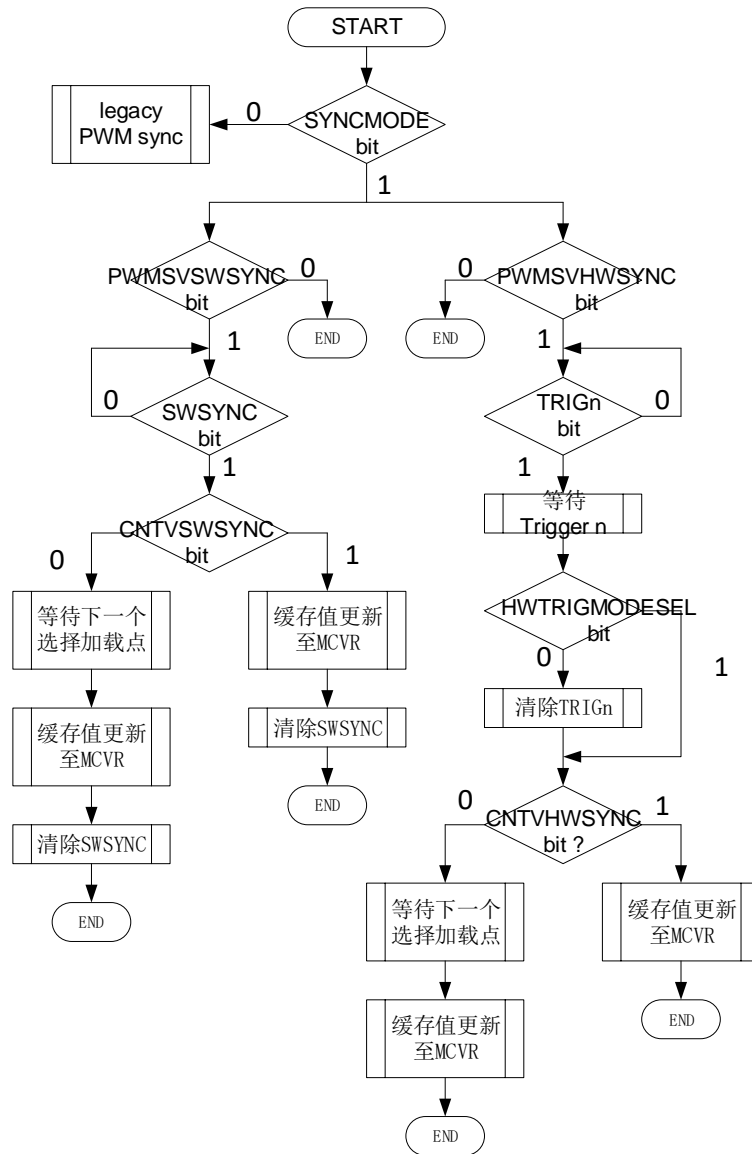 START
legacy
PWM sync
0
SYNCMODE
bit
1
PWMSVSWSYNC
bit
0
0
PWMSVHWSYNC
bit
END
END
1
1
0
SWSYNC
bit
TRIGn
bit
0
1
1
等待
Trigger n
CNTVSWSYNC
bit
0
1
HWTRIGMODESEL
bit
等待下一个
选择加载点
缓存值更新
至MCVR
0
1
清除TRIGn
缓存值更新
至MCVR
清除SWSYNC
END
0
CNTVHWSYNC
bit ?
1
清除SWSYNC
等待下一个
选择加载点
缓存值更新
至MCVR
END
缓存值更新
至MCVR
END
END